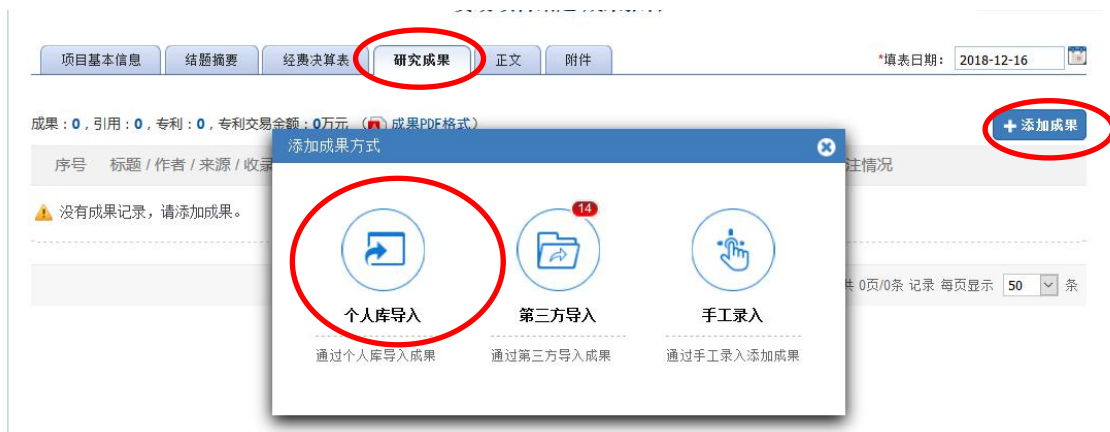 项目基本信息 结题摘要 经费决算表 研究成果 正文 附件 *填表日期： 2018-12-16
成果：0，引用：0，专利：0，专利交易金额：0万元 （成果PDF格式）
添加成果
添加成果方式
序号 标题 / 作者 / 来源 / 收录
注情况
没有成果记录，请添加成果。
14
个人库导入 第三方导入 手工录入
通过个人库导入成果 通过第三方导入成果 通过手工录入添加成果
0页/0条 记录 每页显示 50 条